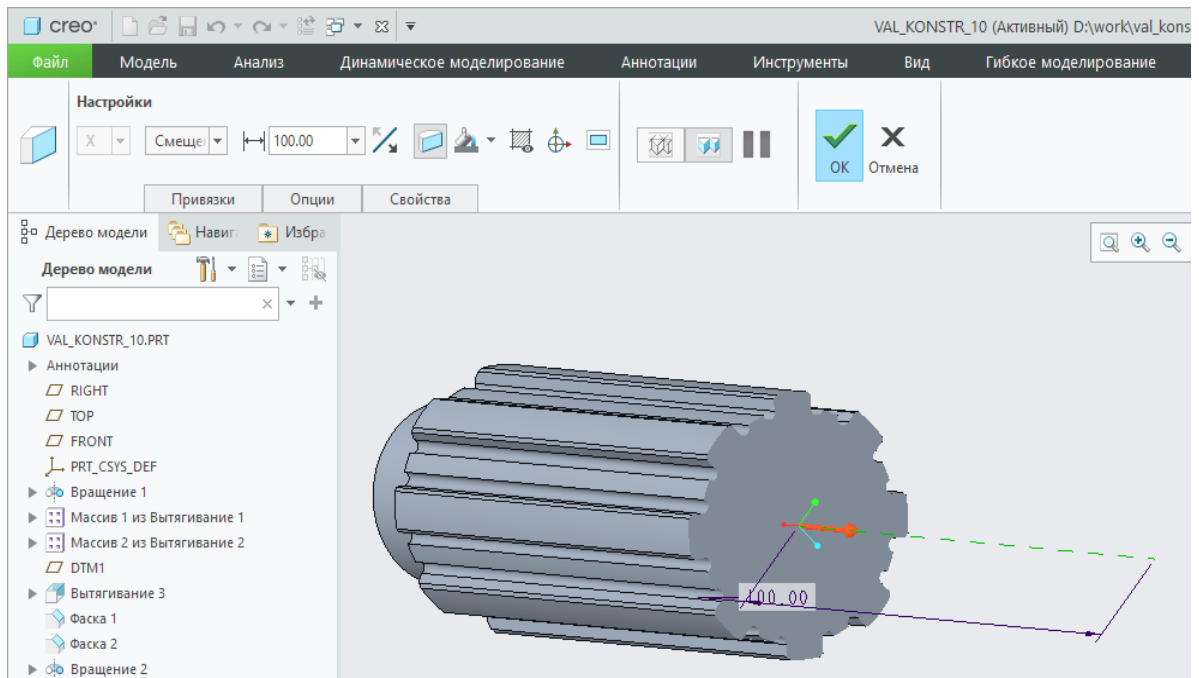 creo®
VAL_KONSTR_10 (Активный) D:\work\val_kons
Файл Модель Анализ Динамическое моделирование Аннотации Инструменты Вид Гибкое моделирование
Настройки
X Смеще 100.00
OK Отмена
Привязки Опции Свойства
Дерево модели Навиг Избра
Дерево модели
VAL_KONSTR_10.PRT
Аннотации
RIGHT
TOP
FRONT
PRT_CSYS_DEF
Вращение 1
Массив 1 из Вытягивание 1
Массив 2 из Вытягивание 2
DTM1
Вытягивание 3
Фаска 1
Фаска 2
Вращение 2
100.00